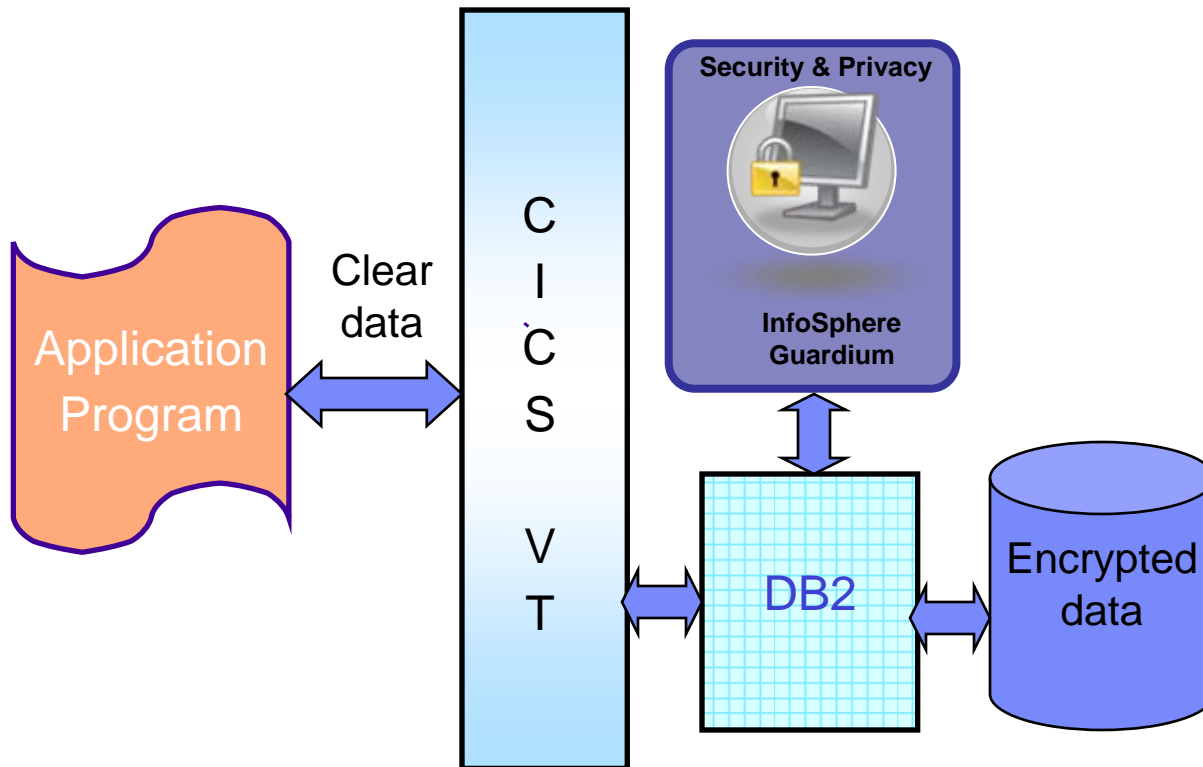 Application
Program
Clear
data
C
I
C
S
V
T
Security & Privacy
InfoSphere
Guardium
DB2
Encrypted
data